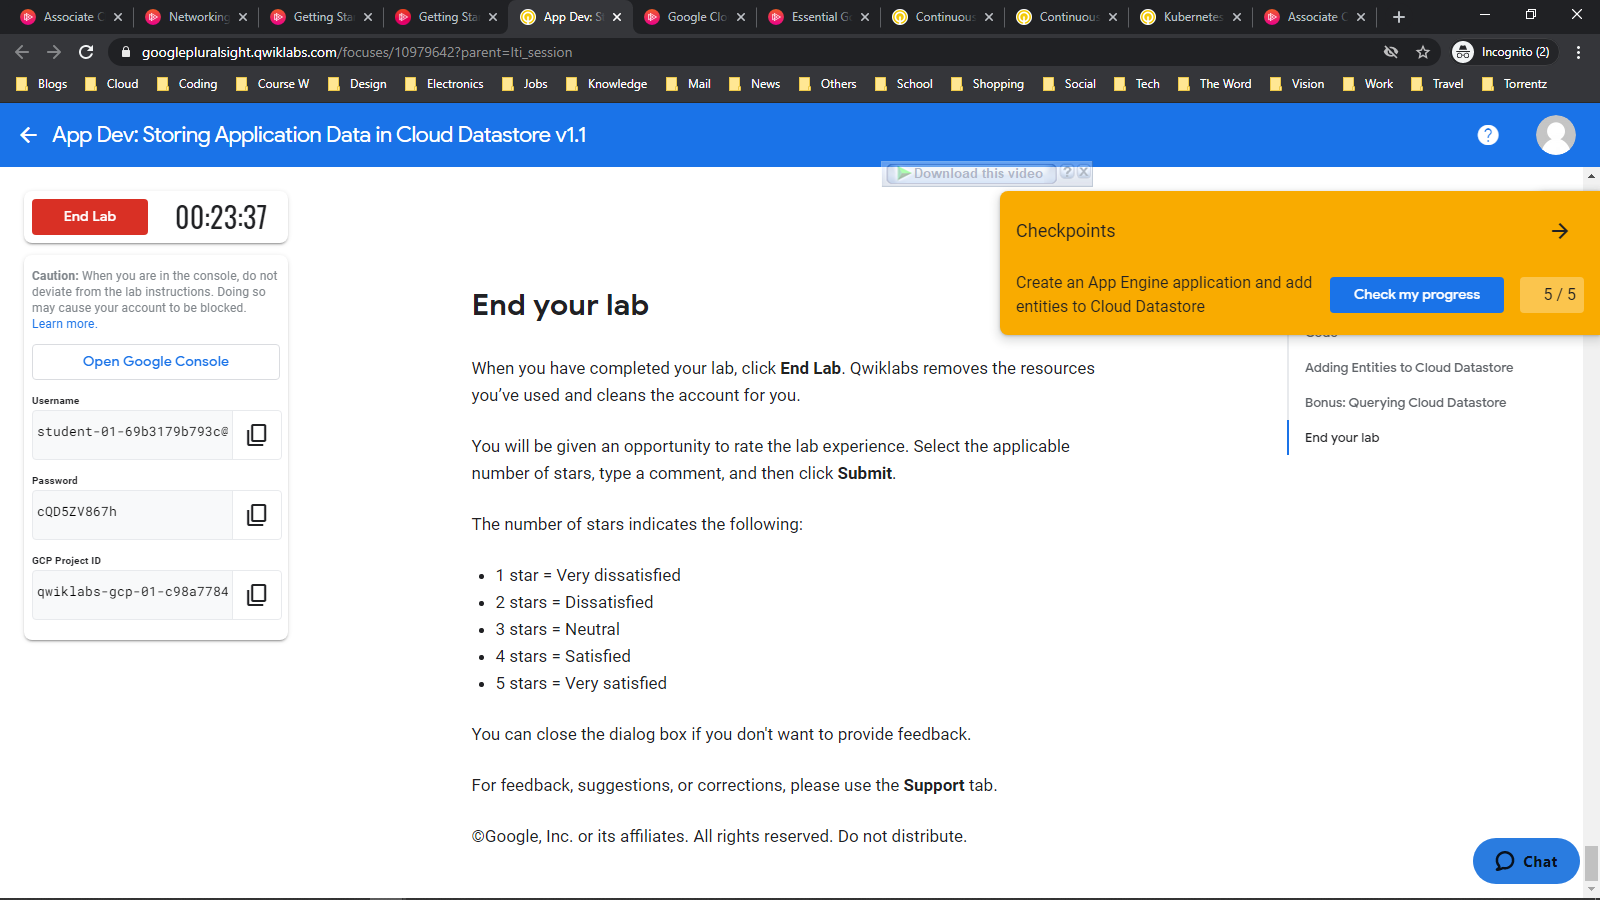 Associate C
Networking
Getting Sta
Getting Sta
App Dev: S
Google Clo
Essential G
Continuous
Continuous
Kubernetes
Associate C
googlepluralsight.qwiklabs.com/focuses/10979642?parent=lti_session
Incognito (2)
Blogs Cloud Coding Course W Design Electronics Jobs Knowledge Mail News Others School Shopping Social Tech The Word Vision Work Travel Torrentz
App Dev: Storing Application Data in Cloud Datastore v1.1
?
Download this video ? X
End Lab
00:23:37
Caution: When you are in the console, do not
deviate from the lab instructions. Doing so
may cause your account to be blocked.
Learn more.
Open Google Console
Username
student-01-69b3179b793c@
Password
cQD5ZV867h
GCP Project ID
qwiklabs-gcp-01-c98a7784
End your lab
When you have completed your lab, click End Lab. Qwiklabs removes the resources
you’ve used and cleans the account for you.
You will be given an opportunity to rate the lab experience. Select the applicable
number of stars, type a comment, and then click Submit.
The number of stars indicates the following:
• 1 star = Very dissatisfied
• 2 stars = Dissatisfied
• 3 stars = Neutral
• 4 stars = Satisfied
• 5 stars = Very satisfied
You can close the dialog box if you don't want to provide feedback.
For feedback, suggestions, or corrections, please use the Support tab.
©Google, Inc. or its affiliates. All rights reserved. Do not distribute.
Checkpoints
Create an App Engine application and add
entities to Cloud Datastore
Check my progress
5 / 5
Adding Entities to Cloud Datastore
Bonus: Querying Cloud Datastore
End your lab
Chat